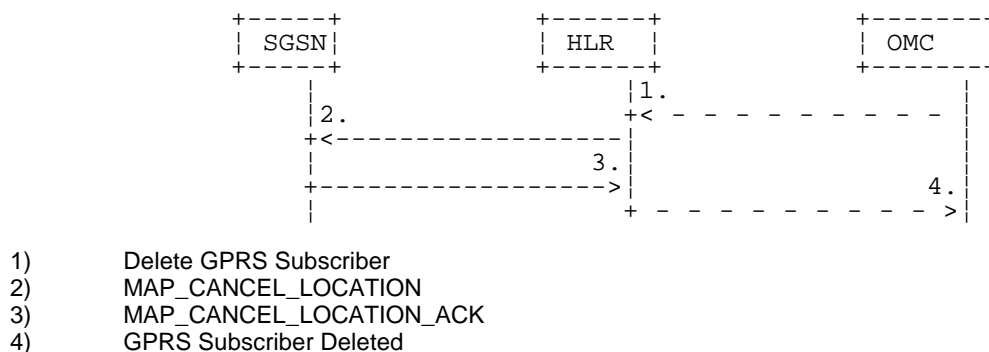 SGSN HLR OMC
1.
2.
3.
4.
1) Delete GPRS Subscriber
2) MAP_CANCEL_LOCATION
3) MAP_CANCEL_LOCATION_ACK
4) GPRS Subscriber Deleted